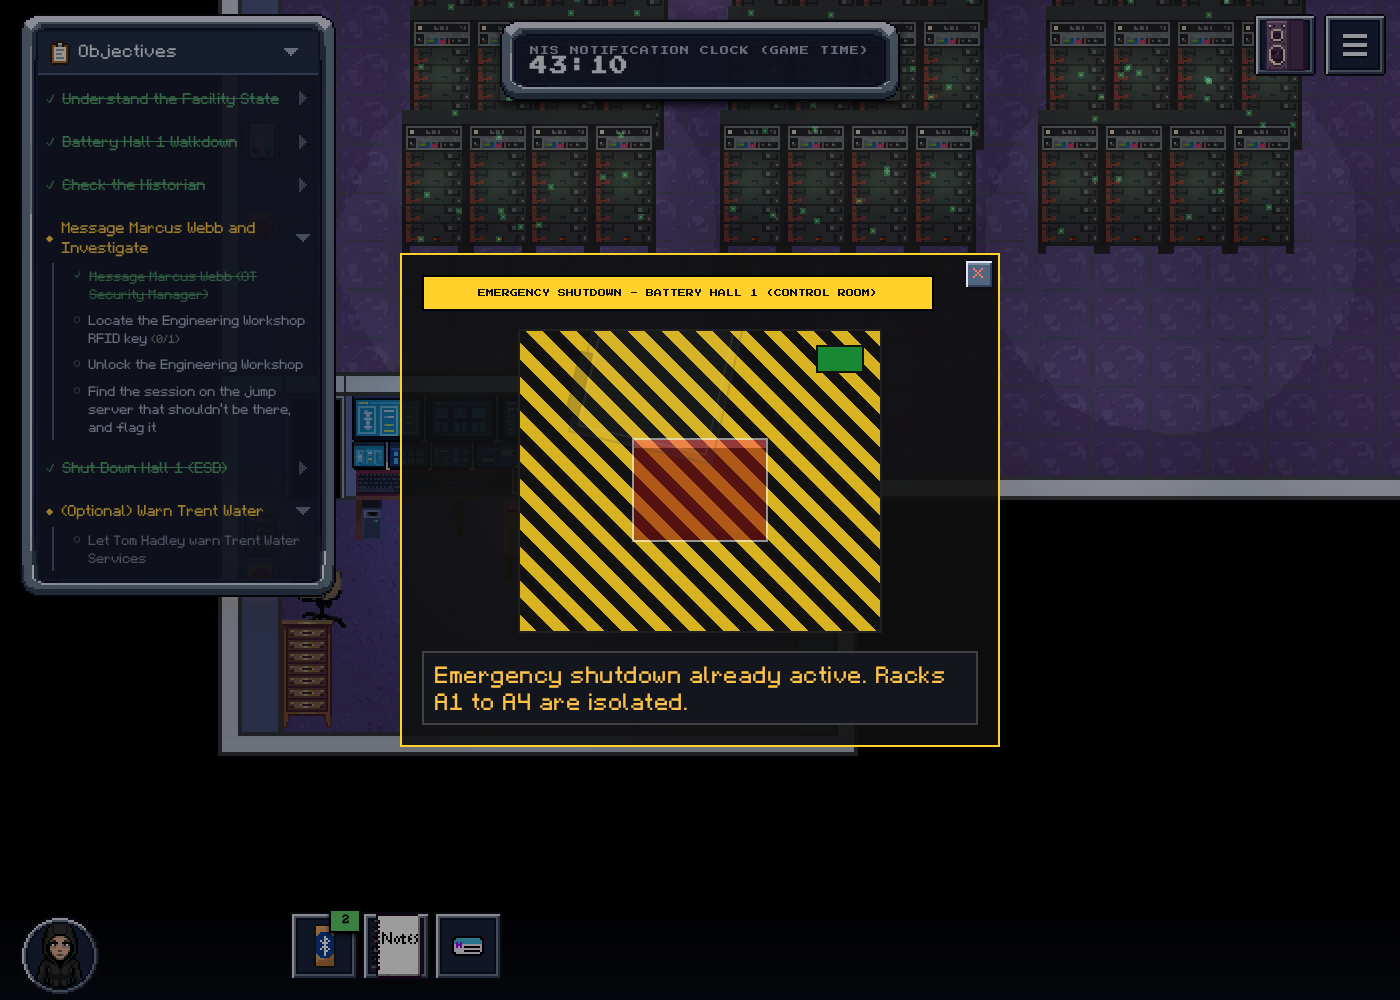 Objectives
Understand the Facility State
Battery Hall 1 Walkdown
Check the Historian
Message Marcus Webb and
Investigate
Message Marcus Webb (OT
Security Manager)
Locate the Engineering Workshop
RFID key (0/1)
Unlock the Engineering Workshop
Find the session on the jump
server that shouldn't be there,
and flag it
Shut Down Hall 1 (ESD)
(Optional) Warn Trent Water
Let Tom Hadley warn Trent Water
Services
NIS NOTIFICATION CLOCK (GAME TIME)
43:10
EMERGENCY SHUTDOWN - BATTERY HALL 1 (CONTROL ROOM)
Emergency shutdown already active. Racks
A1 to A4 are isolated.
2
Notes